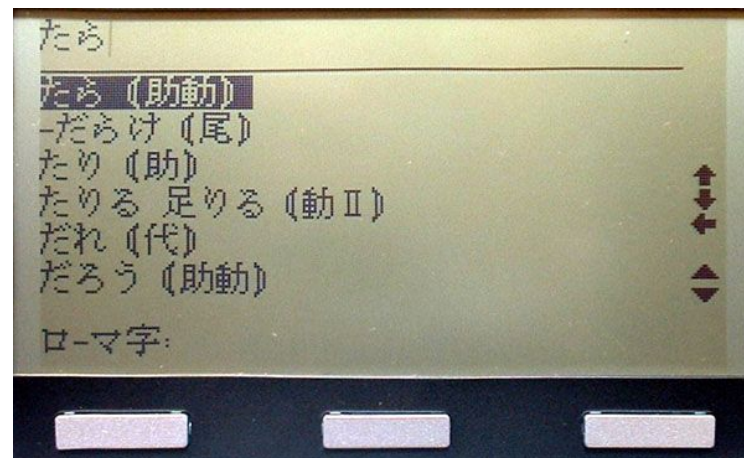 たら
たら (助動)
-だらけ (尾)
たり (助)
たりる 足りる (動Ⅱ)
だれ (代)
だろう (助動)
ローマ字: